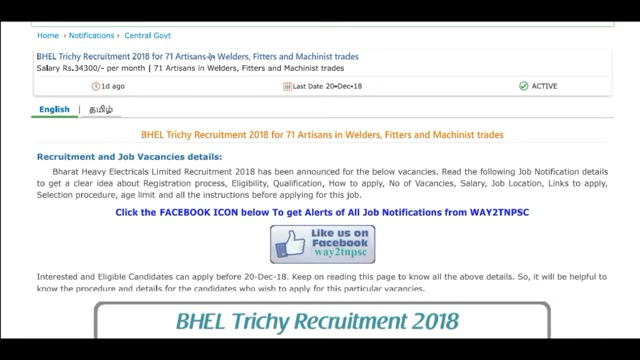 Home > Notifications > Central Govt
BHEL Trichy Recruitment 2018 for 71 Artisans in Welders, Fitters and Machinist trades
Salary Rs.34300/- per month | 71 Artisans in Welders, Fitters and Machinist trades
1d ago Last Date 20-Dec-18 ACTIVE
English | தமிழ்
BHEL Trichy Recruitment 2018 for 71 Artisans in Welders, Fitters and Machinist trades
Recruitment and Job Vacancies details:
Bharat Heavy Electricals Limited Recruitment 2018 has been announced for the below vacancies. Read the following Job Notification details
to get a clear idea about Registration process, Eligibility, Qualification, How to apply, No of Vacancies, Salary, Job Location, Links to apply,
Selection procedure, age limit and all the instructions before applying for this job.
Click the FACEBOOK ICON below To get Alerts of All Job Notifications from WAY2TNPSC
Like us on
Facebook
way2tnpsc
Interested and Eligible Candidates can apply before 20-Dec-18. Keep on reading this page to know all the above details. So, it will be helpful to
know the procedure and details for the candidates who wish to apply for this particular vacancies.
BHEL Trichy Recruitment 2018